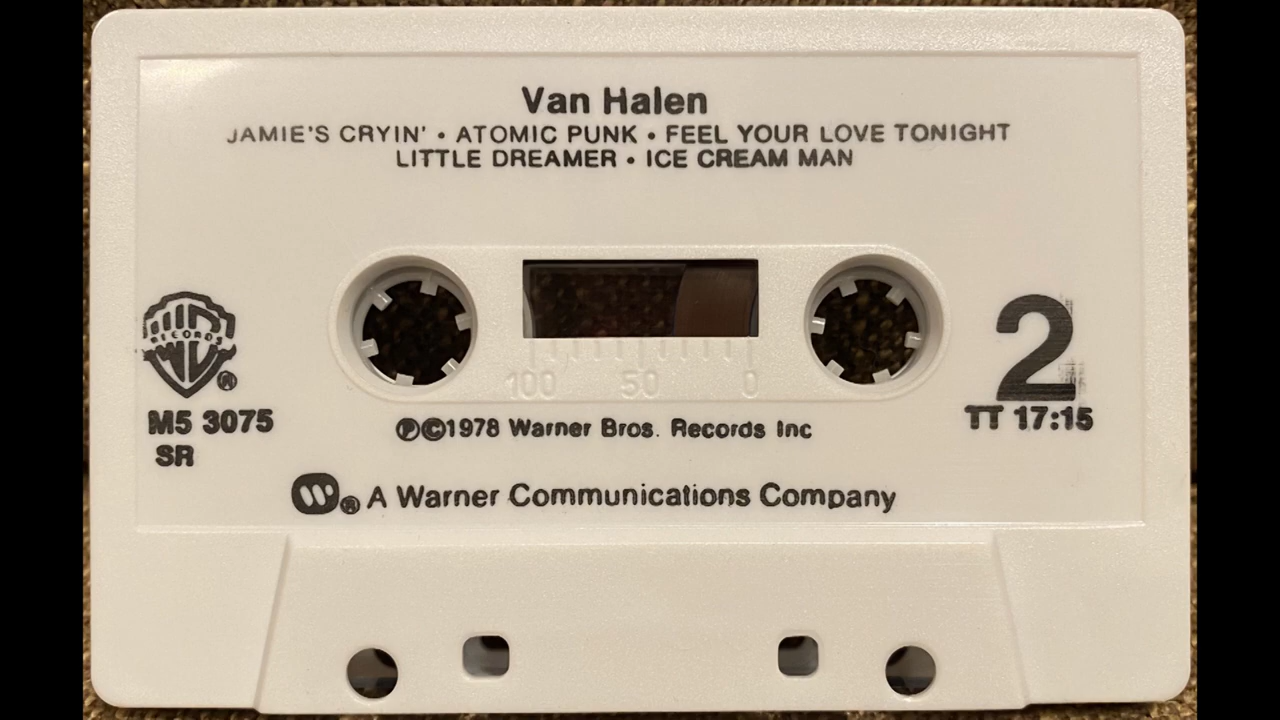 Van Halen
JAMIE'S CRYIN' • ATOMIC PUNK • FEEL YOUR LOVE TONIGHT
LITTLE DREAMER • ICE CREAM MAN
RECORDS
®
2
100 50 0
M5 3075
SR
TT 17:15
℗©1978 Warner Bros. Records Inc
® A Warner Communications Company